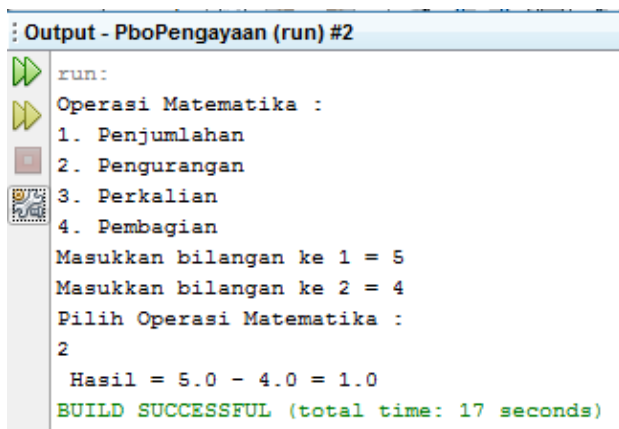 Output - PboPengayaan (run) #2
run:
Operasi Matematika :
1. Penjumlahan
2. Pengurangan
3. Perkalian
4. Pembagian
Masukkan bilangan ke 1 = 5
Masukkan bilangan ke 2 = 4
Pilih Operasi Matematika :
2
Hasil = 5.0 - 4.0 = 1.0
BUILD SUCCESSFUL (total time: 17 seconds)